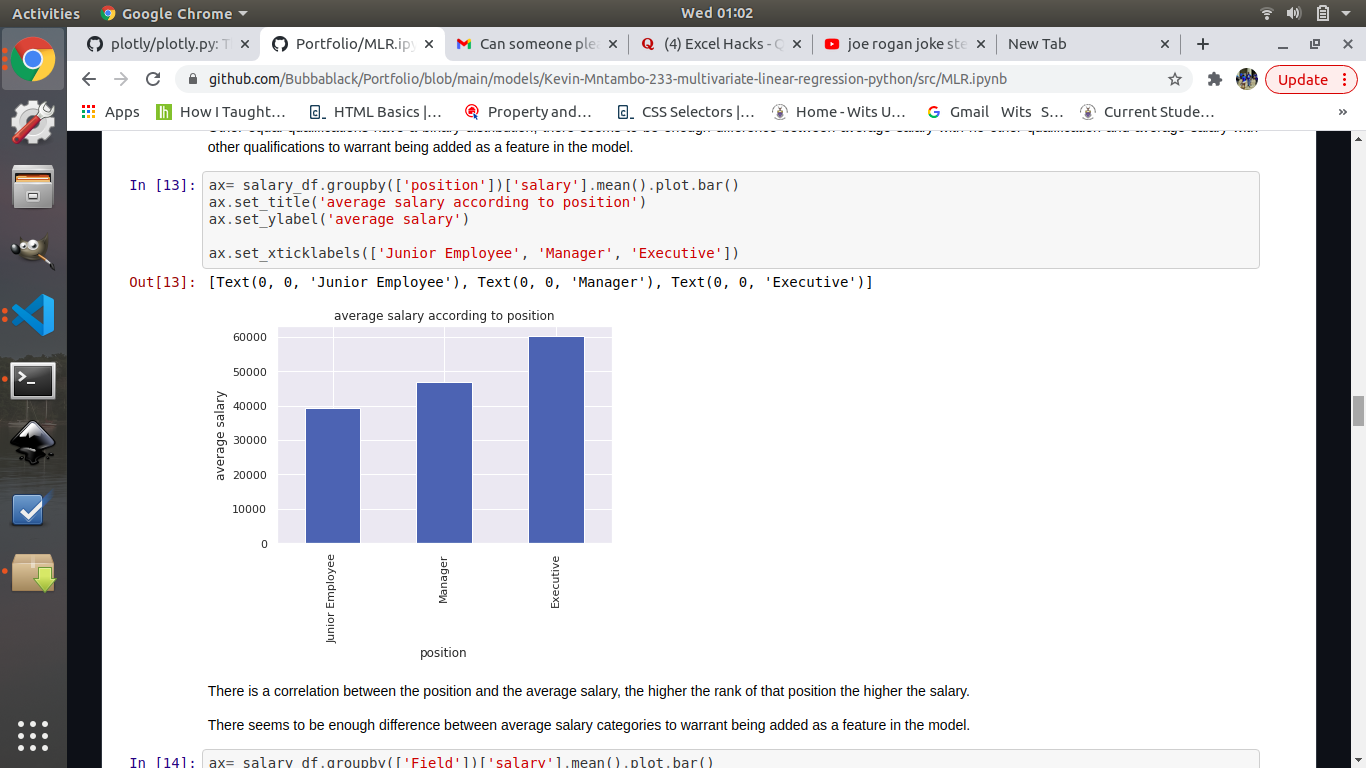 Activities
Google Chrome
Wed 01:02
plotly/plotly.py: T
Portfolio/MLR.ipy
Can someone ple
(4) Excel Hacks - Q
joe rogan joke ste
New Tab
github.com/Bubbablack/Portfolio/blob/main/models/Kevin-Mntambo-233-multivariate-linear-regression-python/src/MLR.ipynb
Update
Apps
How I Taught…
HTML Basics |…
Property and…
CSS Selectors |…
Home - Wits U…
Gmail
Wits S…
Current Stude…
»
other qualifications to warrant being added as a feature in the model.
In [13]:
ax= salary_df.groupby(['position'])['salary'].mean().plot.bar()
ax.set_title('average salary according to position')
ax.set_ylabel('average salary')
ax.set_xticklabels(['Junior Employee', 'Manager', 'Executive'])
Out[13]:
[Text(0, 0, 'Junior Employee'), Text(0, 0, 'Manager'), Text(0, 0, 'Executive')]
average salary according to position
60000
50000
40000
30000
20000
10000
0
average salary
Junior Employee
Manager
Executive
position
There is a correlation between the position and the average salary, the higher the rank of that position the higher the salary.
There seems to be enough difference between average salary categories to warrant being added as a feature in the model.
In [14]:
ax= salary_df.groupby(['Field'])['salary'].mean().plot.bar()